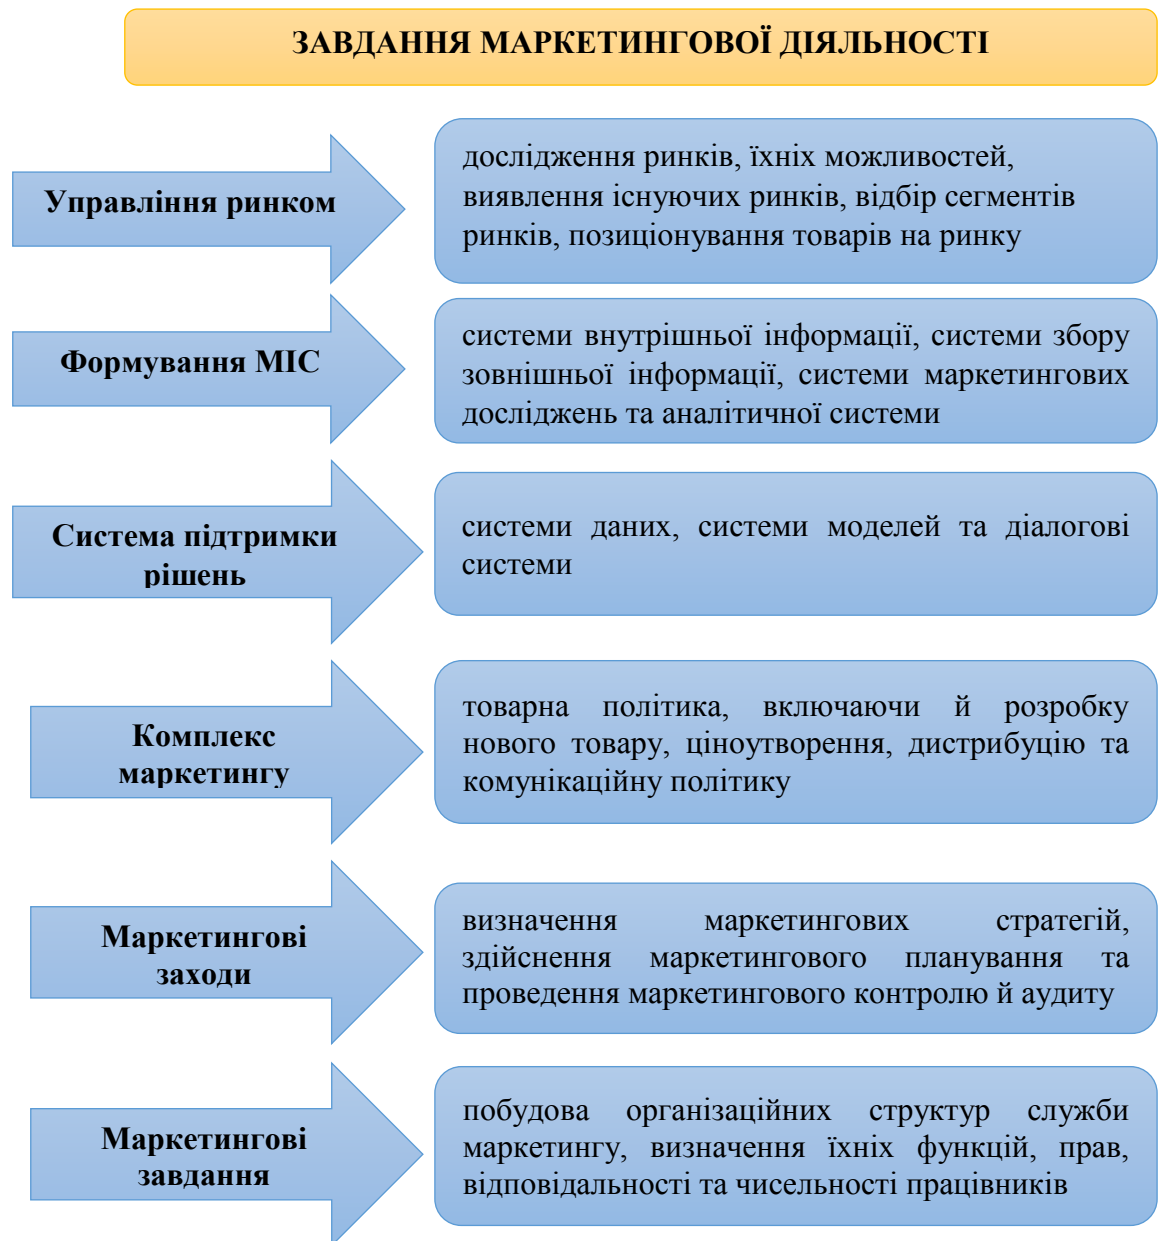 ЗАВДАННЯ МАРКЕТИНГОВОЇ ДІЯЛЬНОСТІ
Управління ринком
дослідження ринків, їхніх можливостей,
виявлення існуючих ринків, відбір сегментів
ринків, позиціонування товарів на ринку
Формування МІС
системи внутрішньої інформації, системи збору
зовнішньої інформації, системи маркетингових
досліджень та аналітичної системи
Система підтримки
рішень
системи даних, системи моделей та діалогові
системи
Комплекс
маркетингу
товарна політика, включаючи й розробку
нового товару, ціноутворення, дистрибуцію та
комунікаційну політику
Маркетингові
заходи
визначення маркетингових стратегій,
здійснення маркетингового планування та
проведення маркетингового контролю й аудиту
Маркетингові
завдання
побудова організаційних структур служби
маркетингу, визначення їхніх функцій, прав,
відповідальності та чисельності працівників